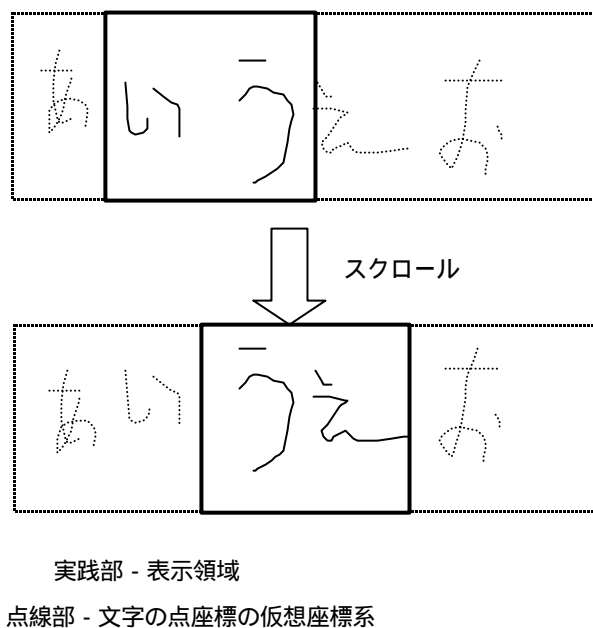 あいうえお
スクロール
あいうえお
実践部 - 表示領域
点線部 - 文字の点座標の仮想座標系